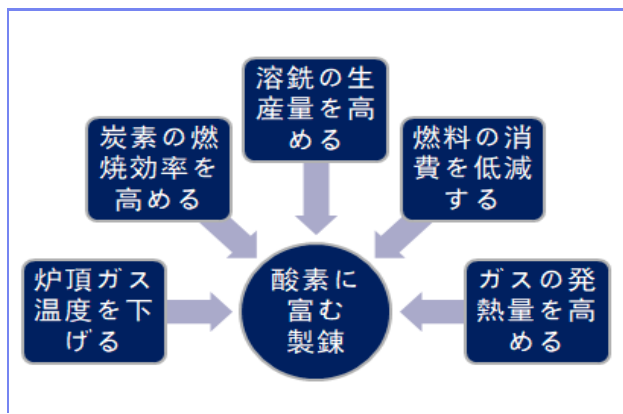 溶銑の生
産量を高
める
炭素の燃
焼効率を
高める
燃料の消
費を低減
する
炉頂ガス
温度を下
げる
酸素に
富む
製錬
ガスの発
熱量を高
める